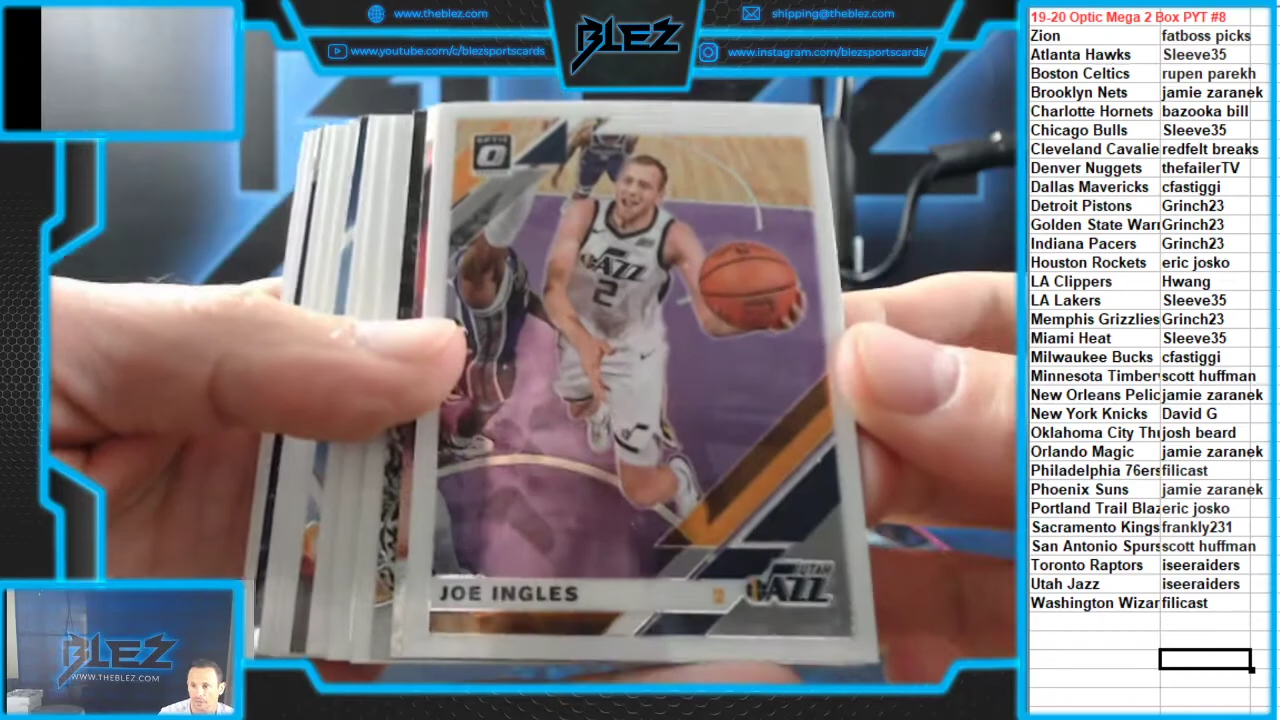 www.theblez.com
shipping@theblez.com
www.youtube.com/c/blezsportscards
www.instagram.com/blezsportscards/
BLEZ
19-20 Optic Mega 2 Box PYT #8
Zion fatboss picks
Atlanta Hawks Sleeve35
Boston Celtics rupen parekh
Brooklyn Nets jamie zaranek
Charlotte Hornets bazooka bill
Chicago Bulls Sleeve35
Cleveland Cavalie redfelt breaks
Denver Nuggets thefailerTV
Dallas Mavericks cfastiggi
Detroit Pistons Grinch23
Golden State Warr Grinch23
Indiana Pacers Grinch23
Houston Rockets eric josko
LA Clippers Hwang
LA Lakers Sleeve35
Memphis Grizzlies Grinch23
Miami Heat Sleeve35
Milwaukee Bucks cfastiggi
Minnesota Timber scott huffman
New Orleans Pelic jamie zaranek
New York Knicks David G
Oklahoma City Thu josh beard
Orlando Magic jamie zaranek
Philadelphia 76ers filicast
Phoenix Suns jamie zaranek
Portland Trail Blaz eric josko
Sacramento Kings frankly231
San Antonio Spurs scott huffman
Toronto Raptors iseeraiders
Utah Jazz iseeraiders
Washington Wizar filicast
OPTIC
JAZZ
2
JOE INGLES
UTAH
JAZZ
BLEZ
WWW.THEBLEZ.COM